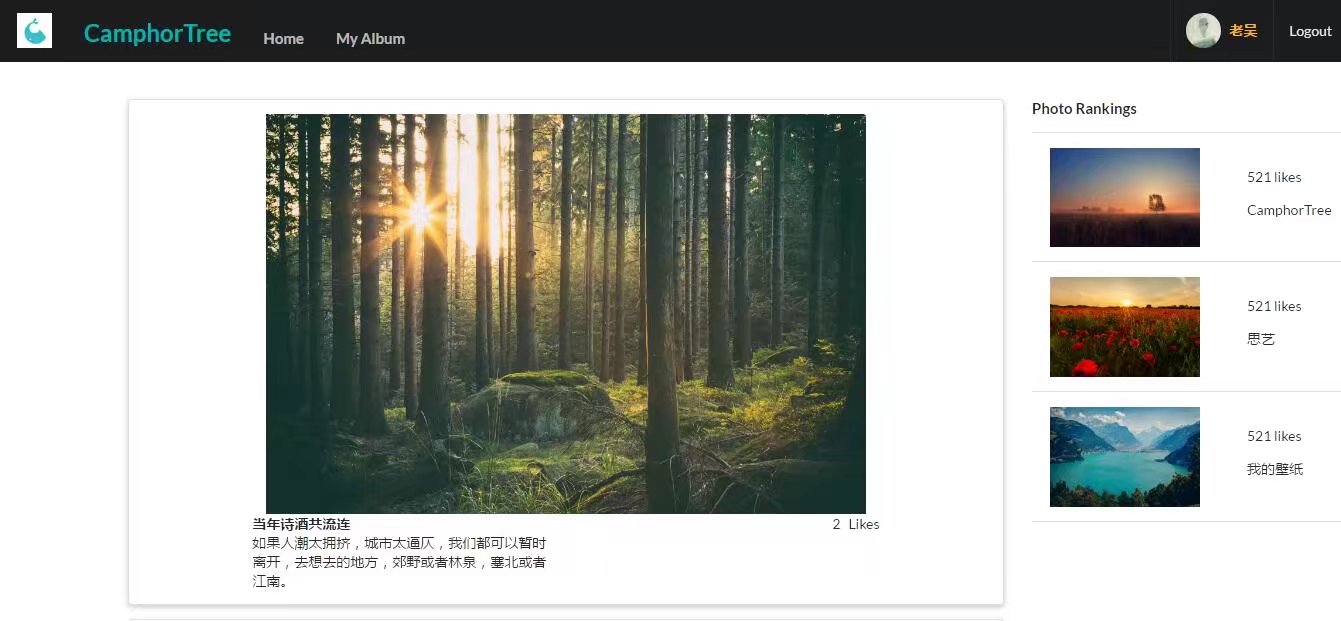 CamphorTree
Home
My Album
老吴
Logout
当年诗酒共流连
2 Likes
如果人潮太拥挤，城市太逼仄，我们都可以暂时
离开，去想去的地方，郊野或者林泉，塞北或者
江南。
Photo Rankings
521 likes
CamphorTree
521 likes
思艺
521 likes
我的壁纸